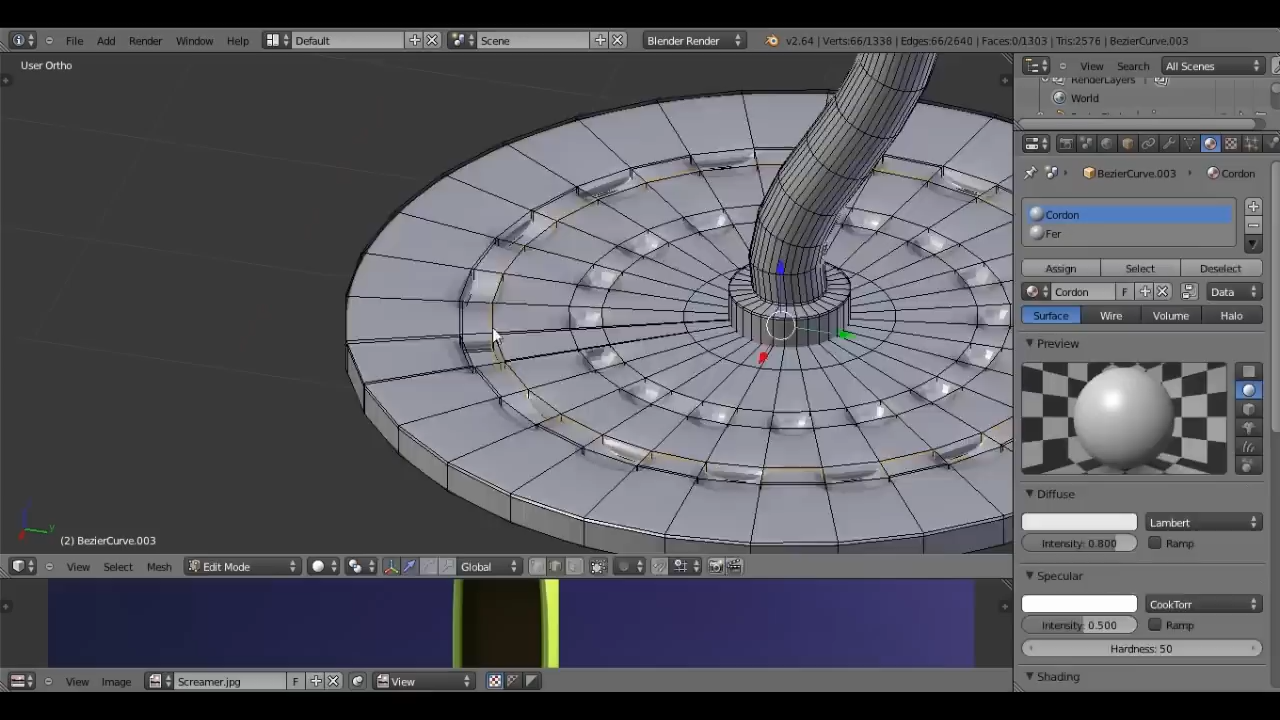 File Add Render Window Help Default Scene Blender Render v2.64 | Verts:66/1336 | Edges:66/2640 | Faces:0/1303 | Tris:2576 | BezierCurve.003
User Ortho
View Search All Scenes
RenderLayers
World
BezierCurve.003 Cordon
Cordon
Fer
Assign Select Deselect
Cordon F Data
Surface Wire Volume Halo
Preview
Diffuse
Lambert
Intensity: 0.800 Ramp
Specular
CookTorr
Intensity: 0.500 Ramp
Hardness: 50
Shading
(2) BezierCurve.003
View Select Mesh Edit Mode Global
View Image Screamer.jpg F View